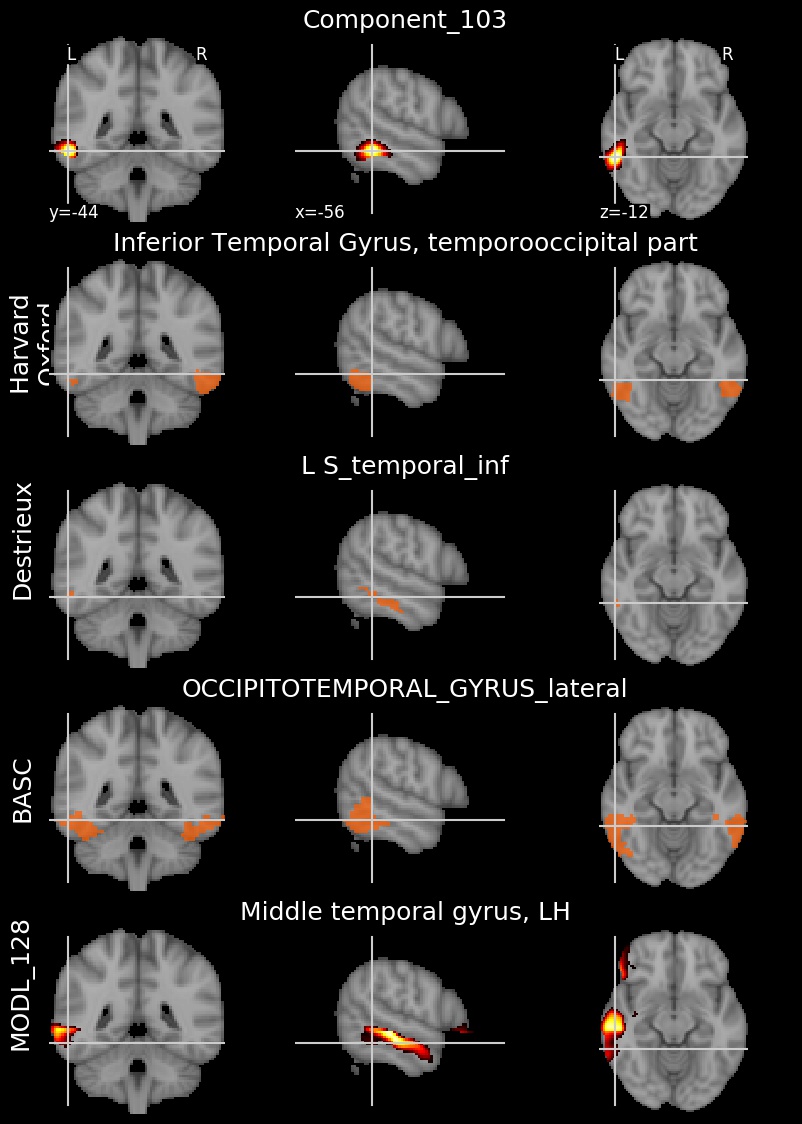 Component_103
L R
L R
y=-44
x=-56
z=-12
Inferior Temporal Gyrus, temporooccipital part
Harvard
Oxford
L S_temporal_inf
Destrieux
OCCIPITOTEMPORAL_GYRUS_lateral
BASC
Middle temporal gyrus, LH
MODL_128